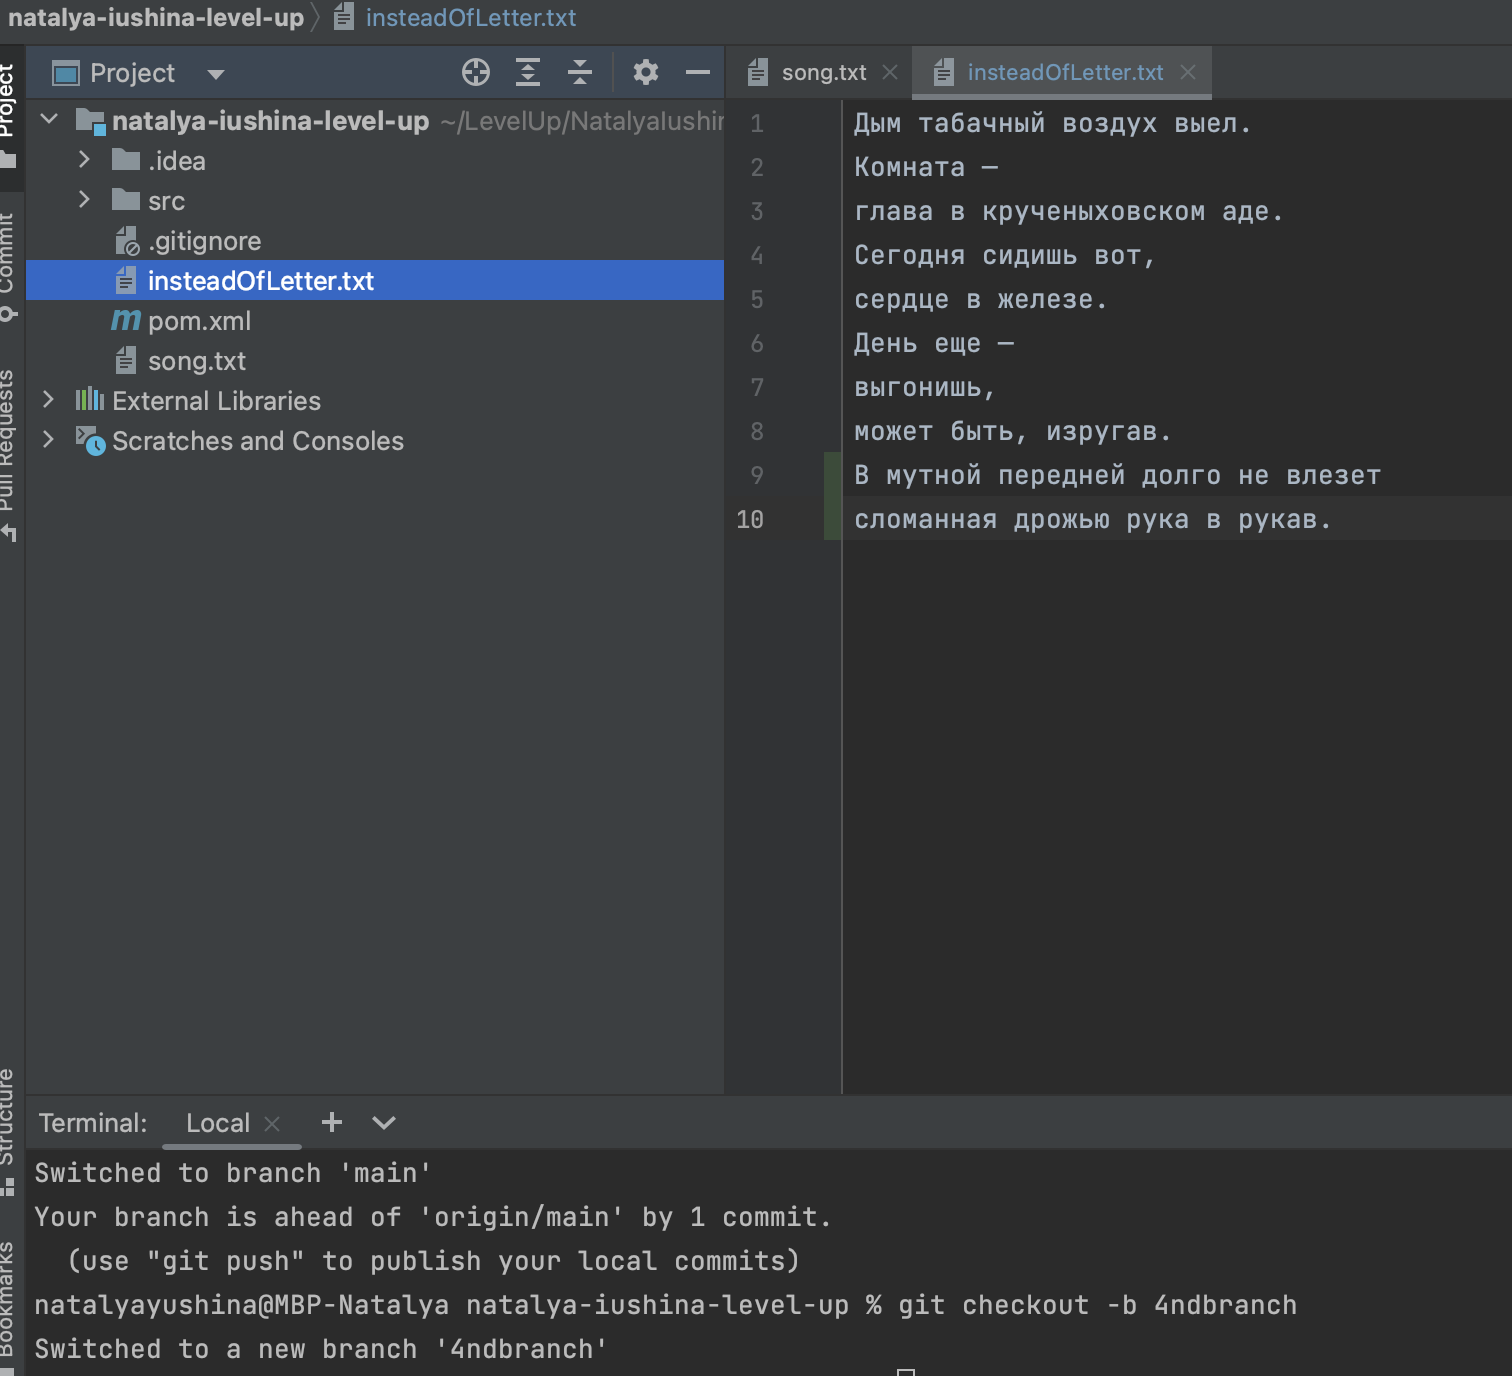 natalya-iushina-level-up insteadOfLetter.txt
Project
Project
song.txt
insteadOfLetter.txt
natalya-iushina-level-up ~/LevelUp/NatalyaIushin
.idea
src
.gitignore
insteadOfLetter.txt
pom.xml
song.txt
External Libraries
Scratches and Consoles
Commit
Pull Requests
Structure
Bookmarks
1 Дым табачный воздух выел.
2 Комната —
3 глава в крученыховском аде.
4 Сегодня сидишь вот,
5 сердце в железе.
6 День еще —
7 выгонишь,
8 может быть, изругав.
9 В мутной передней долго не влезет
10 сломанная дрожью рука в рукав.
Terminal: Local
Switched to branch 'main'
Your branch is ahead of 'origin/main' by 1 commit.
(use "git push" to publish your local commits)
natalyayushina@MBP-Natalya natalya-iushina-level-up % git checkout -b 4ndbranch
Switched to a new branch '4ndbranch'